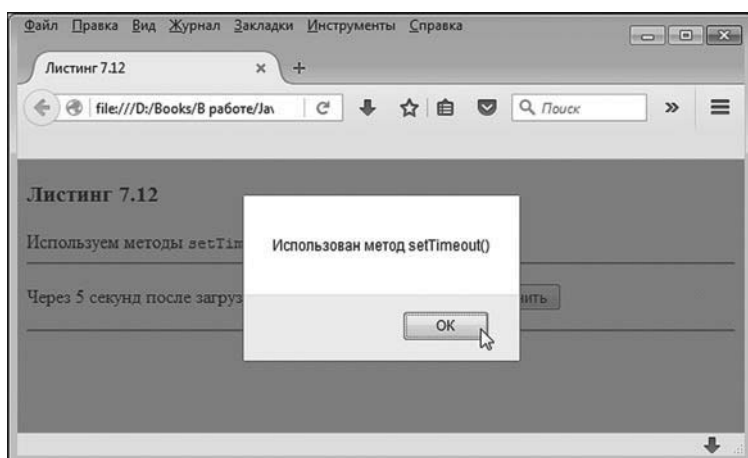 Файл Правка Вид Журнал Закладки Инструменты Справка
Листинг 7.12
file:///D:/Books/В работе/Jav
Поиск
Листинг 7.12
Используем методы setTim
Использован метод setTimeout()
Через 5 секунд после загруз
нить
OK